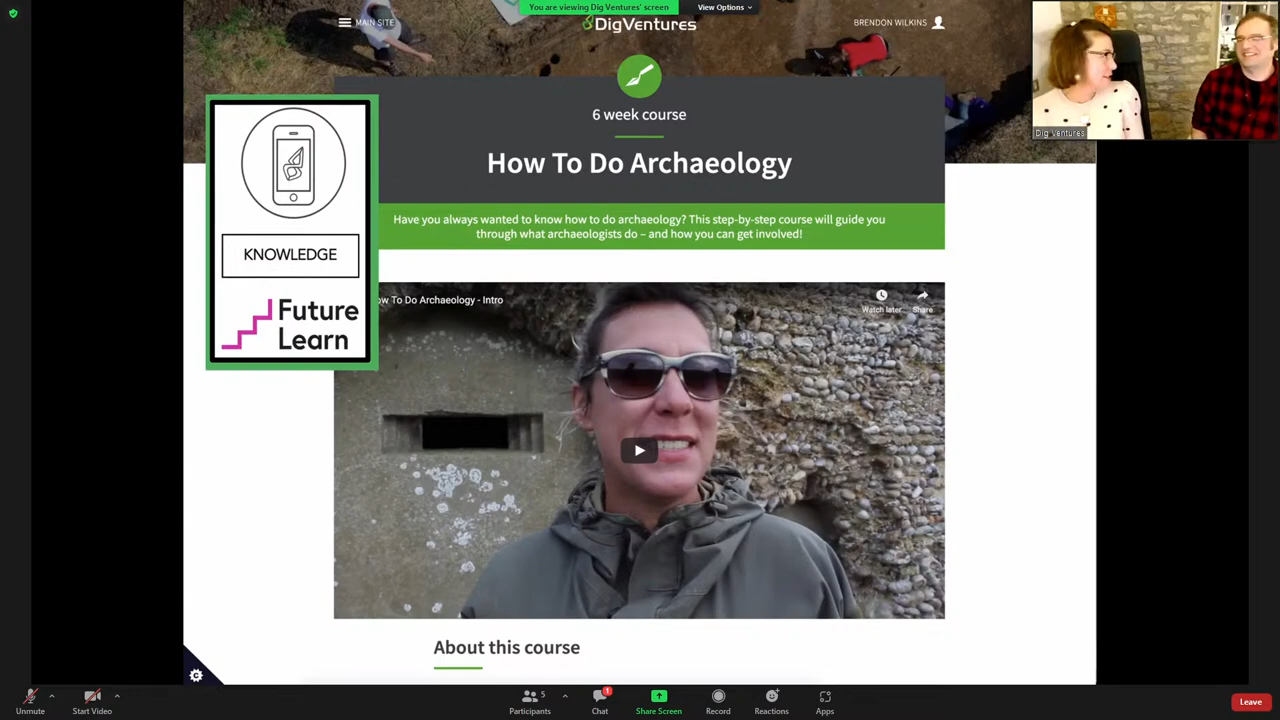 You are viewing Dig Ventures' screen
View Options
MAIN SITE
DigVentures
BRENDON WILKINS
Dig Ventures
6 week course
How To Do Archaeology
Have you always wanted to know how to do archaeology? This step-by-step course will guide you
through what archaeologists do – and how you can get involved!
KNOWLEDGE
Future
Learn
ow To Do Archaeology - Intro
Watch later
Share
About this course
Unmute
Start Video
Participants
5
Chat
1
Share Screen
Record
Reactions
Apps
Leave